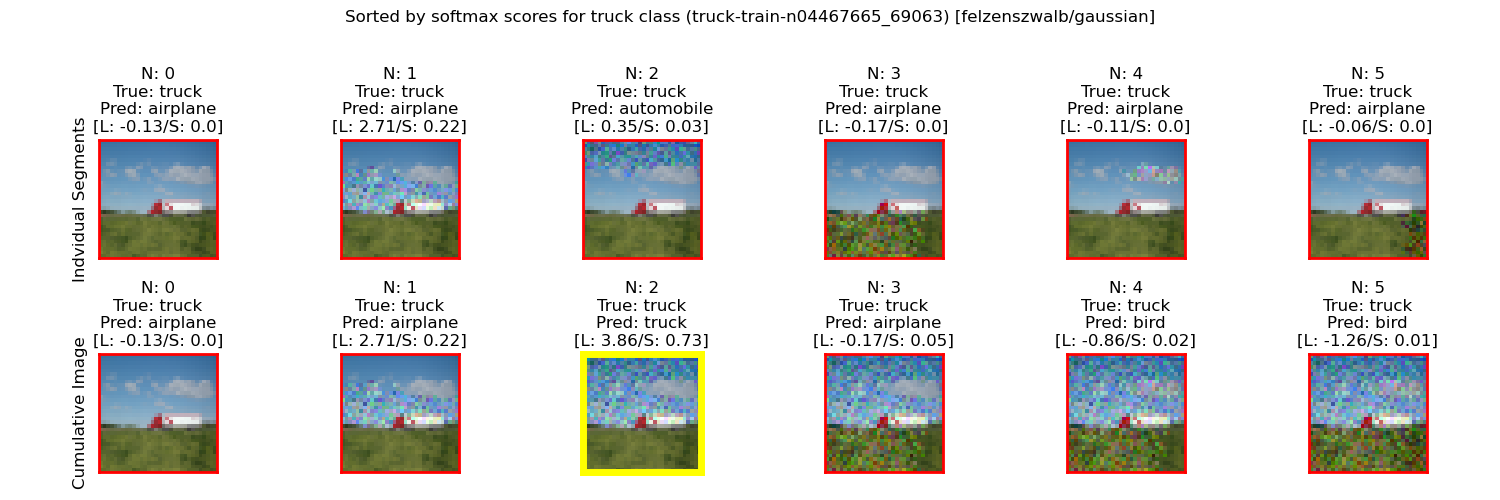 Sorted by softmax scores for truck class (truck-train-n04467665_69063) [felzenszwalb/gaussian]
Indvidual Segments
N: 0
True: truck
Pred: airplane
[L: -0.13/S: 0.0]
N: 1
True: truck
Pred: airplane
[L: 2.71/S: 0.22]
N: 2
True: truck
Pred: automobile
[L: 0.35/S: 0.03]
N: 3
True: truck
Pred: airplane
[L: -0.17/S: 0.0]
N: 4
True: truck
Pred: airplane
[L: -0.11/S: 0.0]
N: 5
True: truck
Pred: airplane
[L: -0.06/S: 0.0]
Cumulative Image
N: 0
True: truck
Pred: airplane
[L: -0.13/S: 0.0]
N: 1
True: truck
Pred: airplane
[L: 2.71/S: 0.22]
N: 2
True: truck
Pred: truck
[L: 3.86/S: 0.73]
N: 3
True: truck
Pred: airplane
[L: -0.17/S: 0.05]
N: 4
True: truck
Pred: bird
[L: -0.86/S: 0.02]
N: 5
True: truck
Pred: bird
[L: -1.26/S: 0.01]